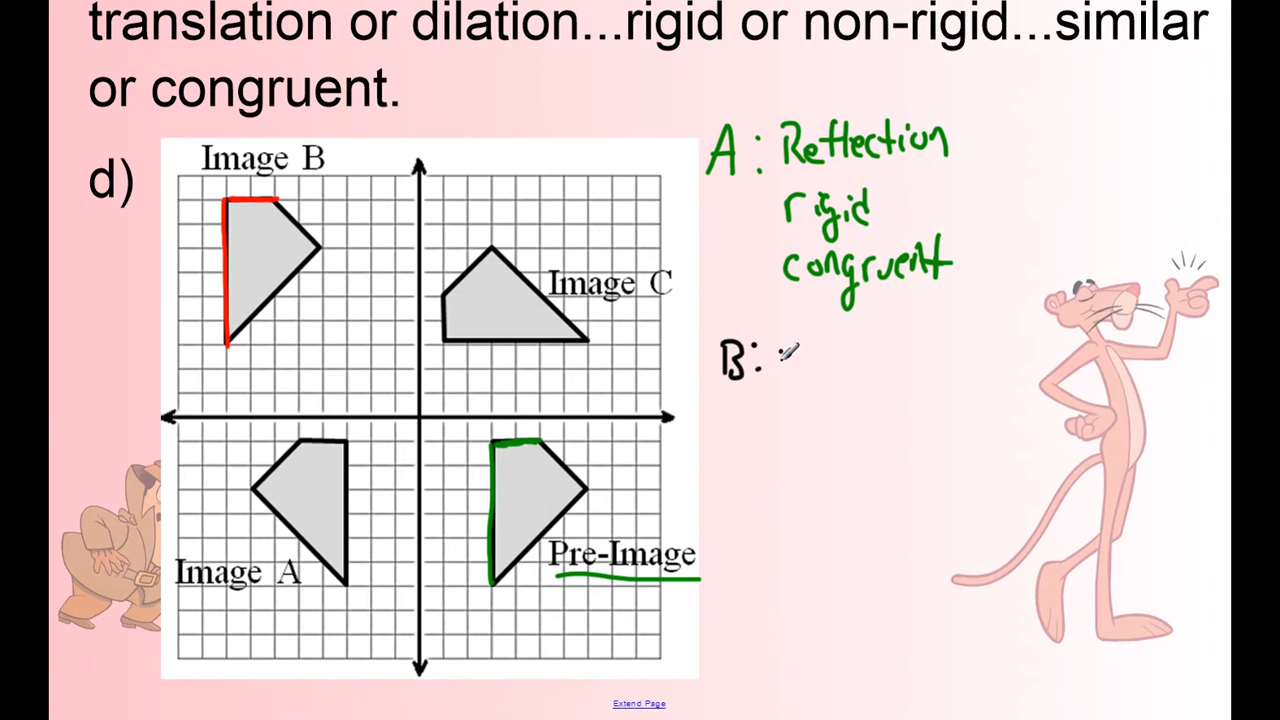 translation or dilation...rigid or non-rigid...similar
or congruent.
d)
Image B
Image C
Image A
Pre-Image
A: Reflection
rigid
congruent
B:
Extend Page